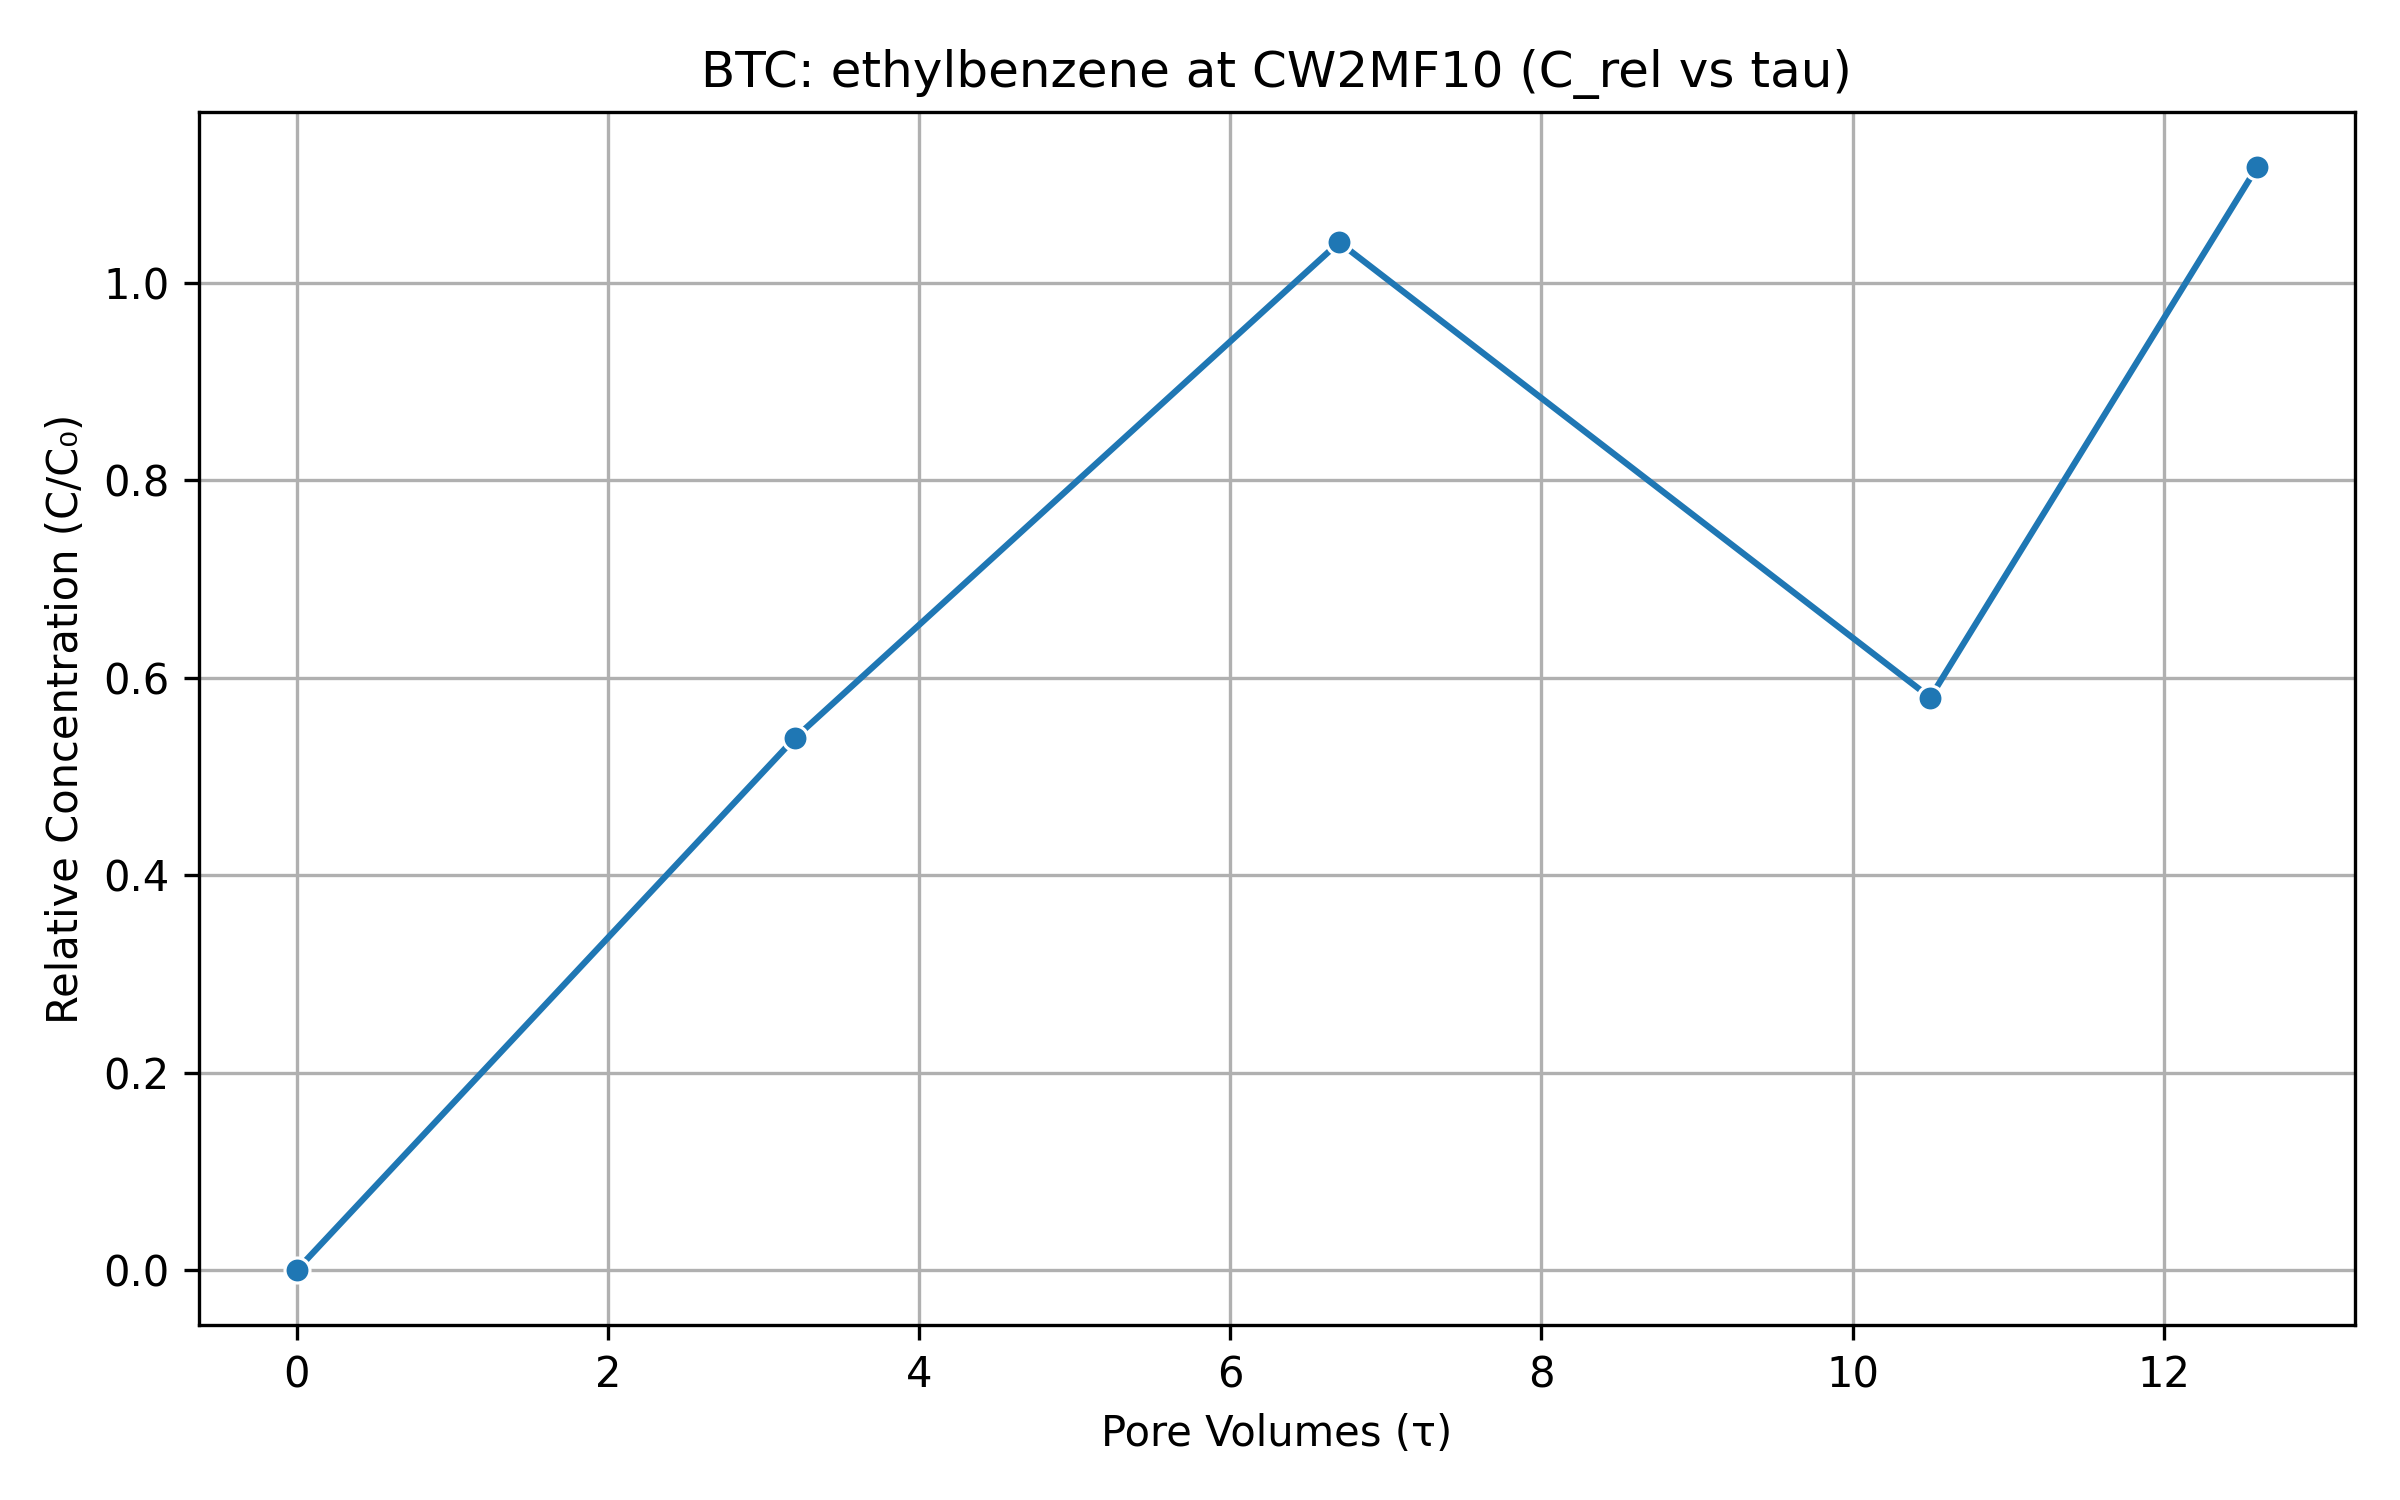 BTC: ethylbenzene at CW2MF10 (C_rel vs tau)
Relative Concentration (C/C₀)
1.0
0.8
0.6
0.4
0.2
0.0
0 2 4 6 8 10 12
Pore Volumes (τ)